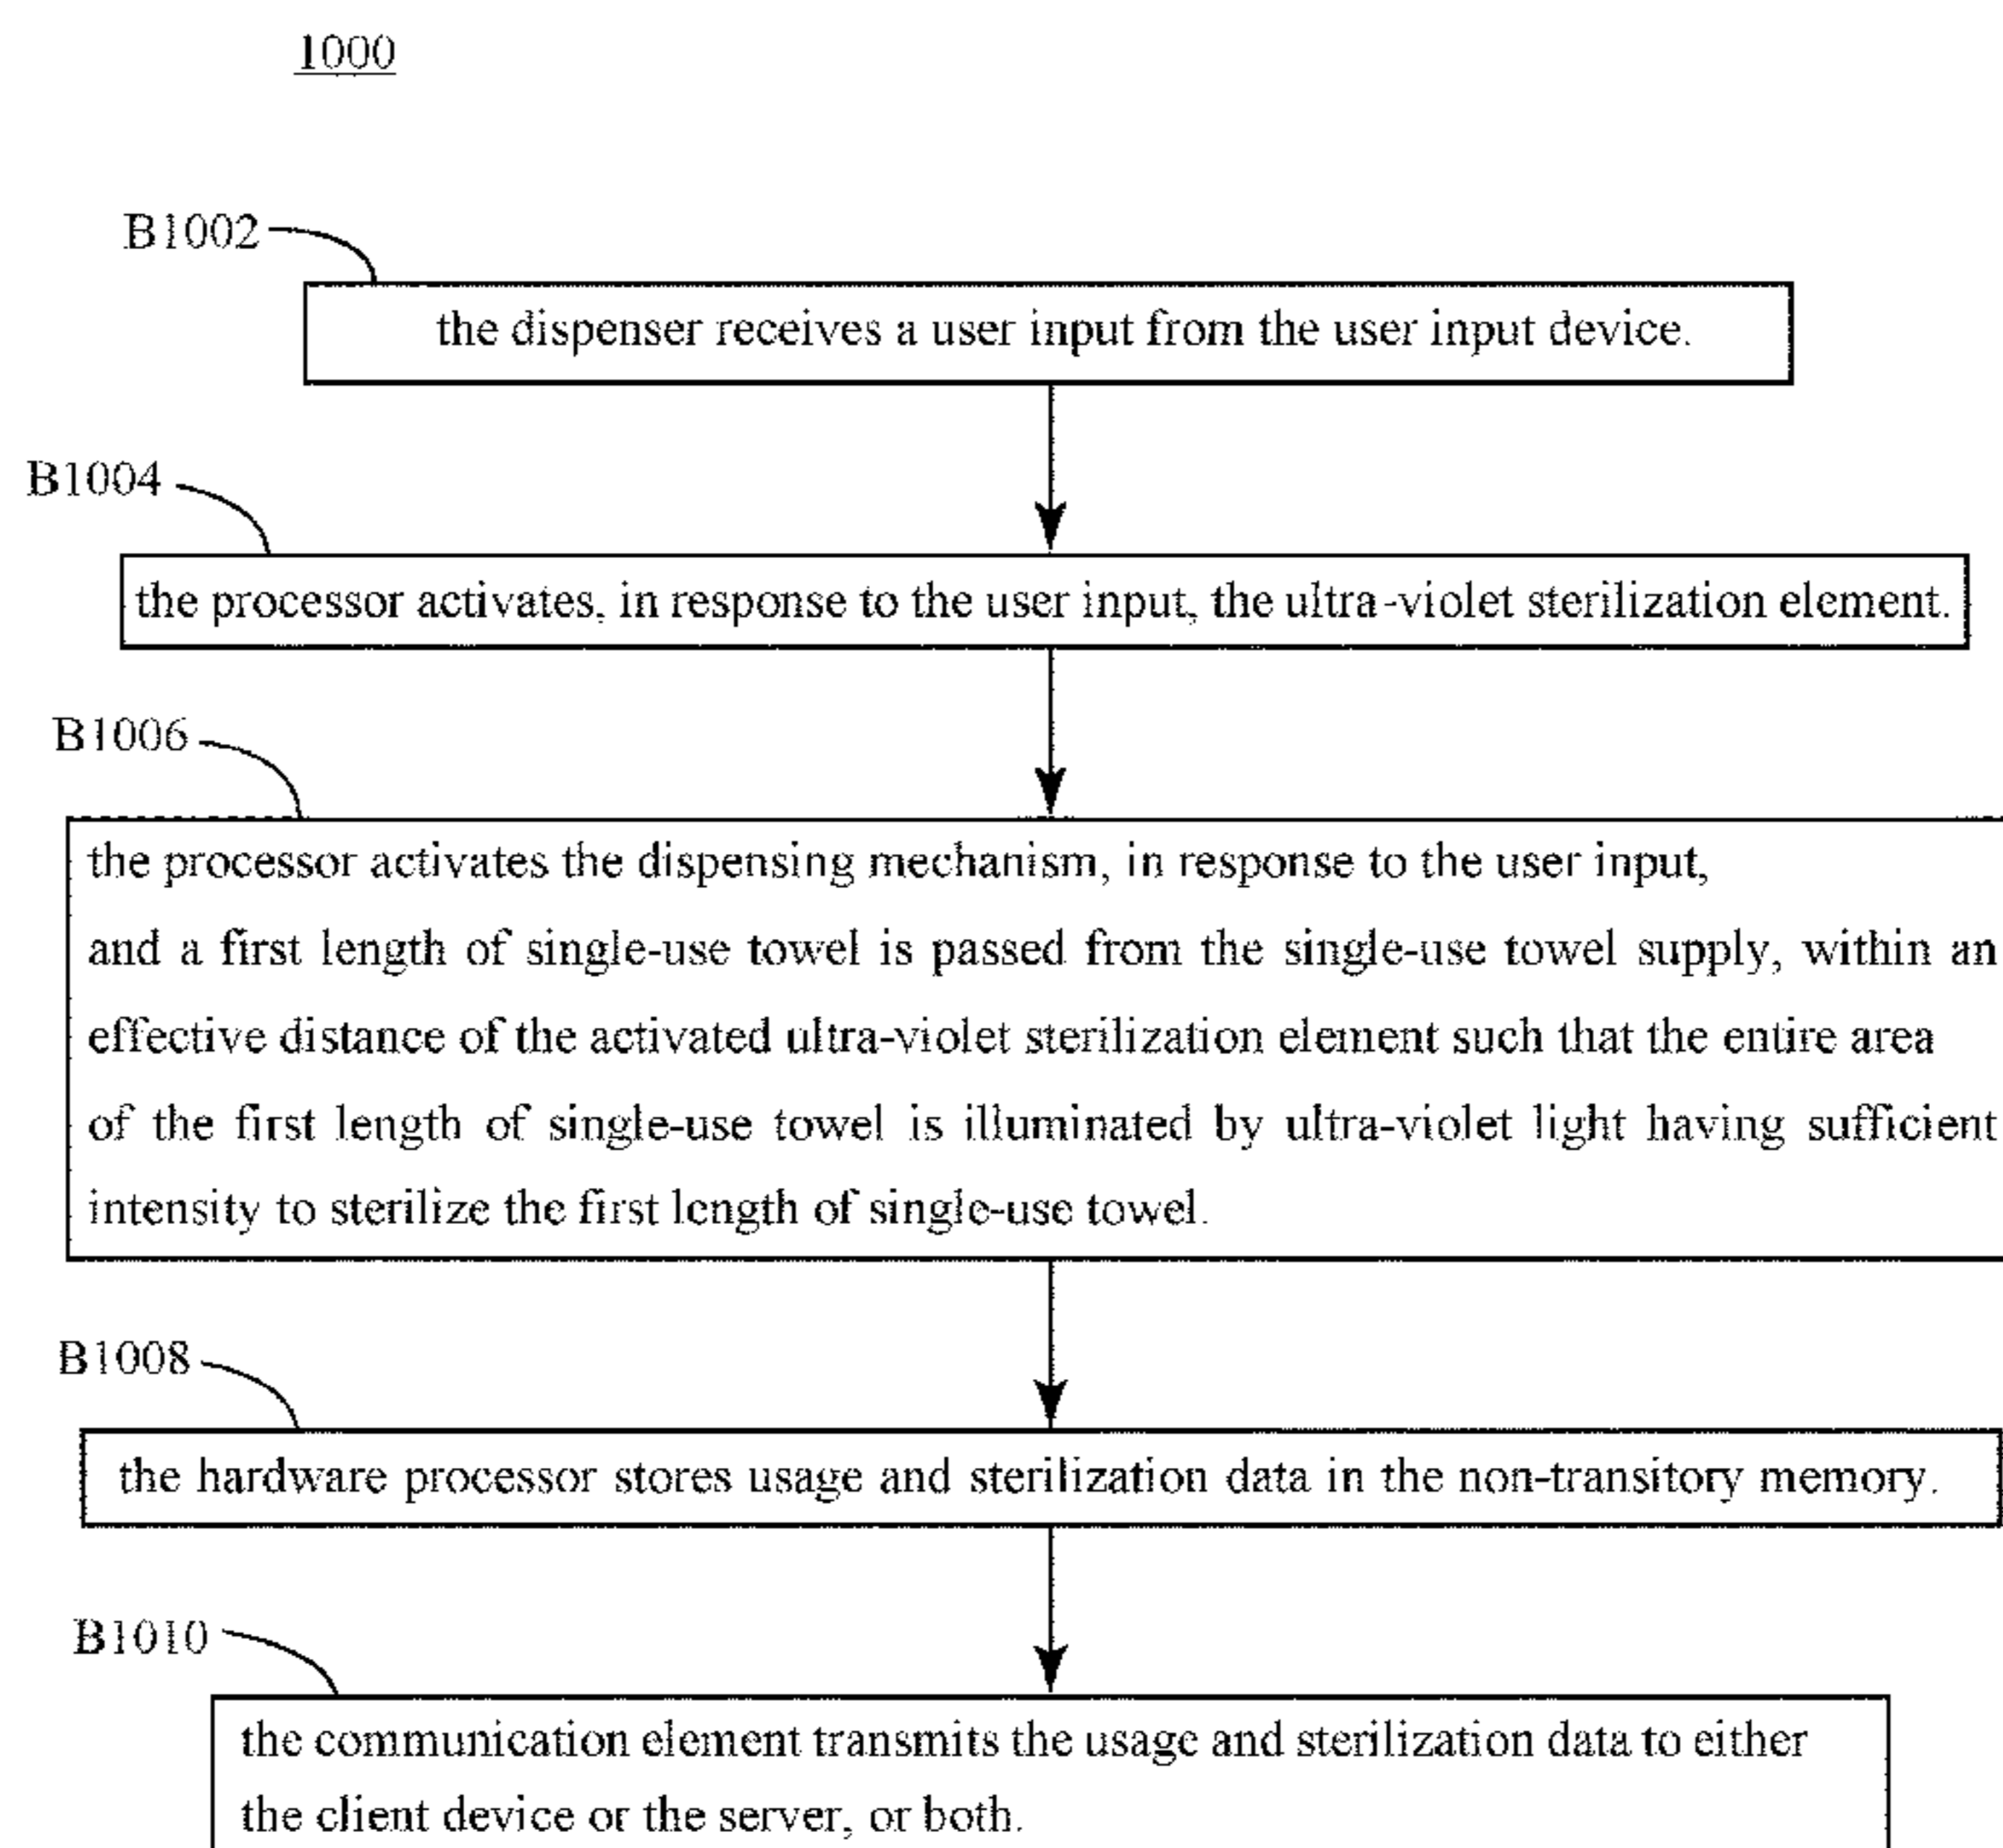 1000
B1002
the dispenser receives a user input from the user input device.
B1004
the processor activates, in response to the user input, the ultra-violet sterilization element.
B1006
the processor activates the dispensing mechanism, in response to the user input,
and a first length of single-use towel is passed from the single-use towel supply, within an
effective distance of the activated ultra-violet sterilization element such that the entire area
of the first length of single-use towel is illuminated by ultra-violet light having sufficient
intensity to sterilize the first length of single-use towel.
B1008
the hardware processor stores usage and sterilization data in the non-transitory memory.
B1010
the communication element transmits the usage and sterilization data to either
the client device or the server, or both.